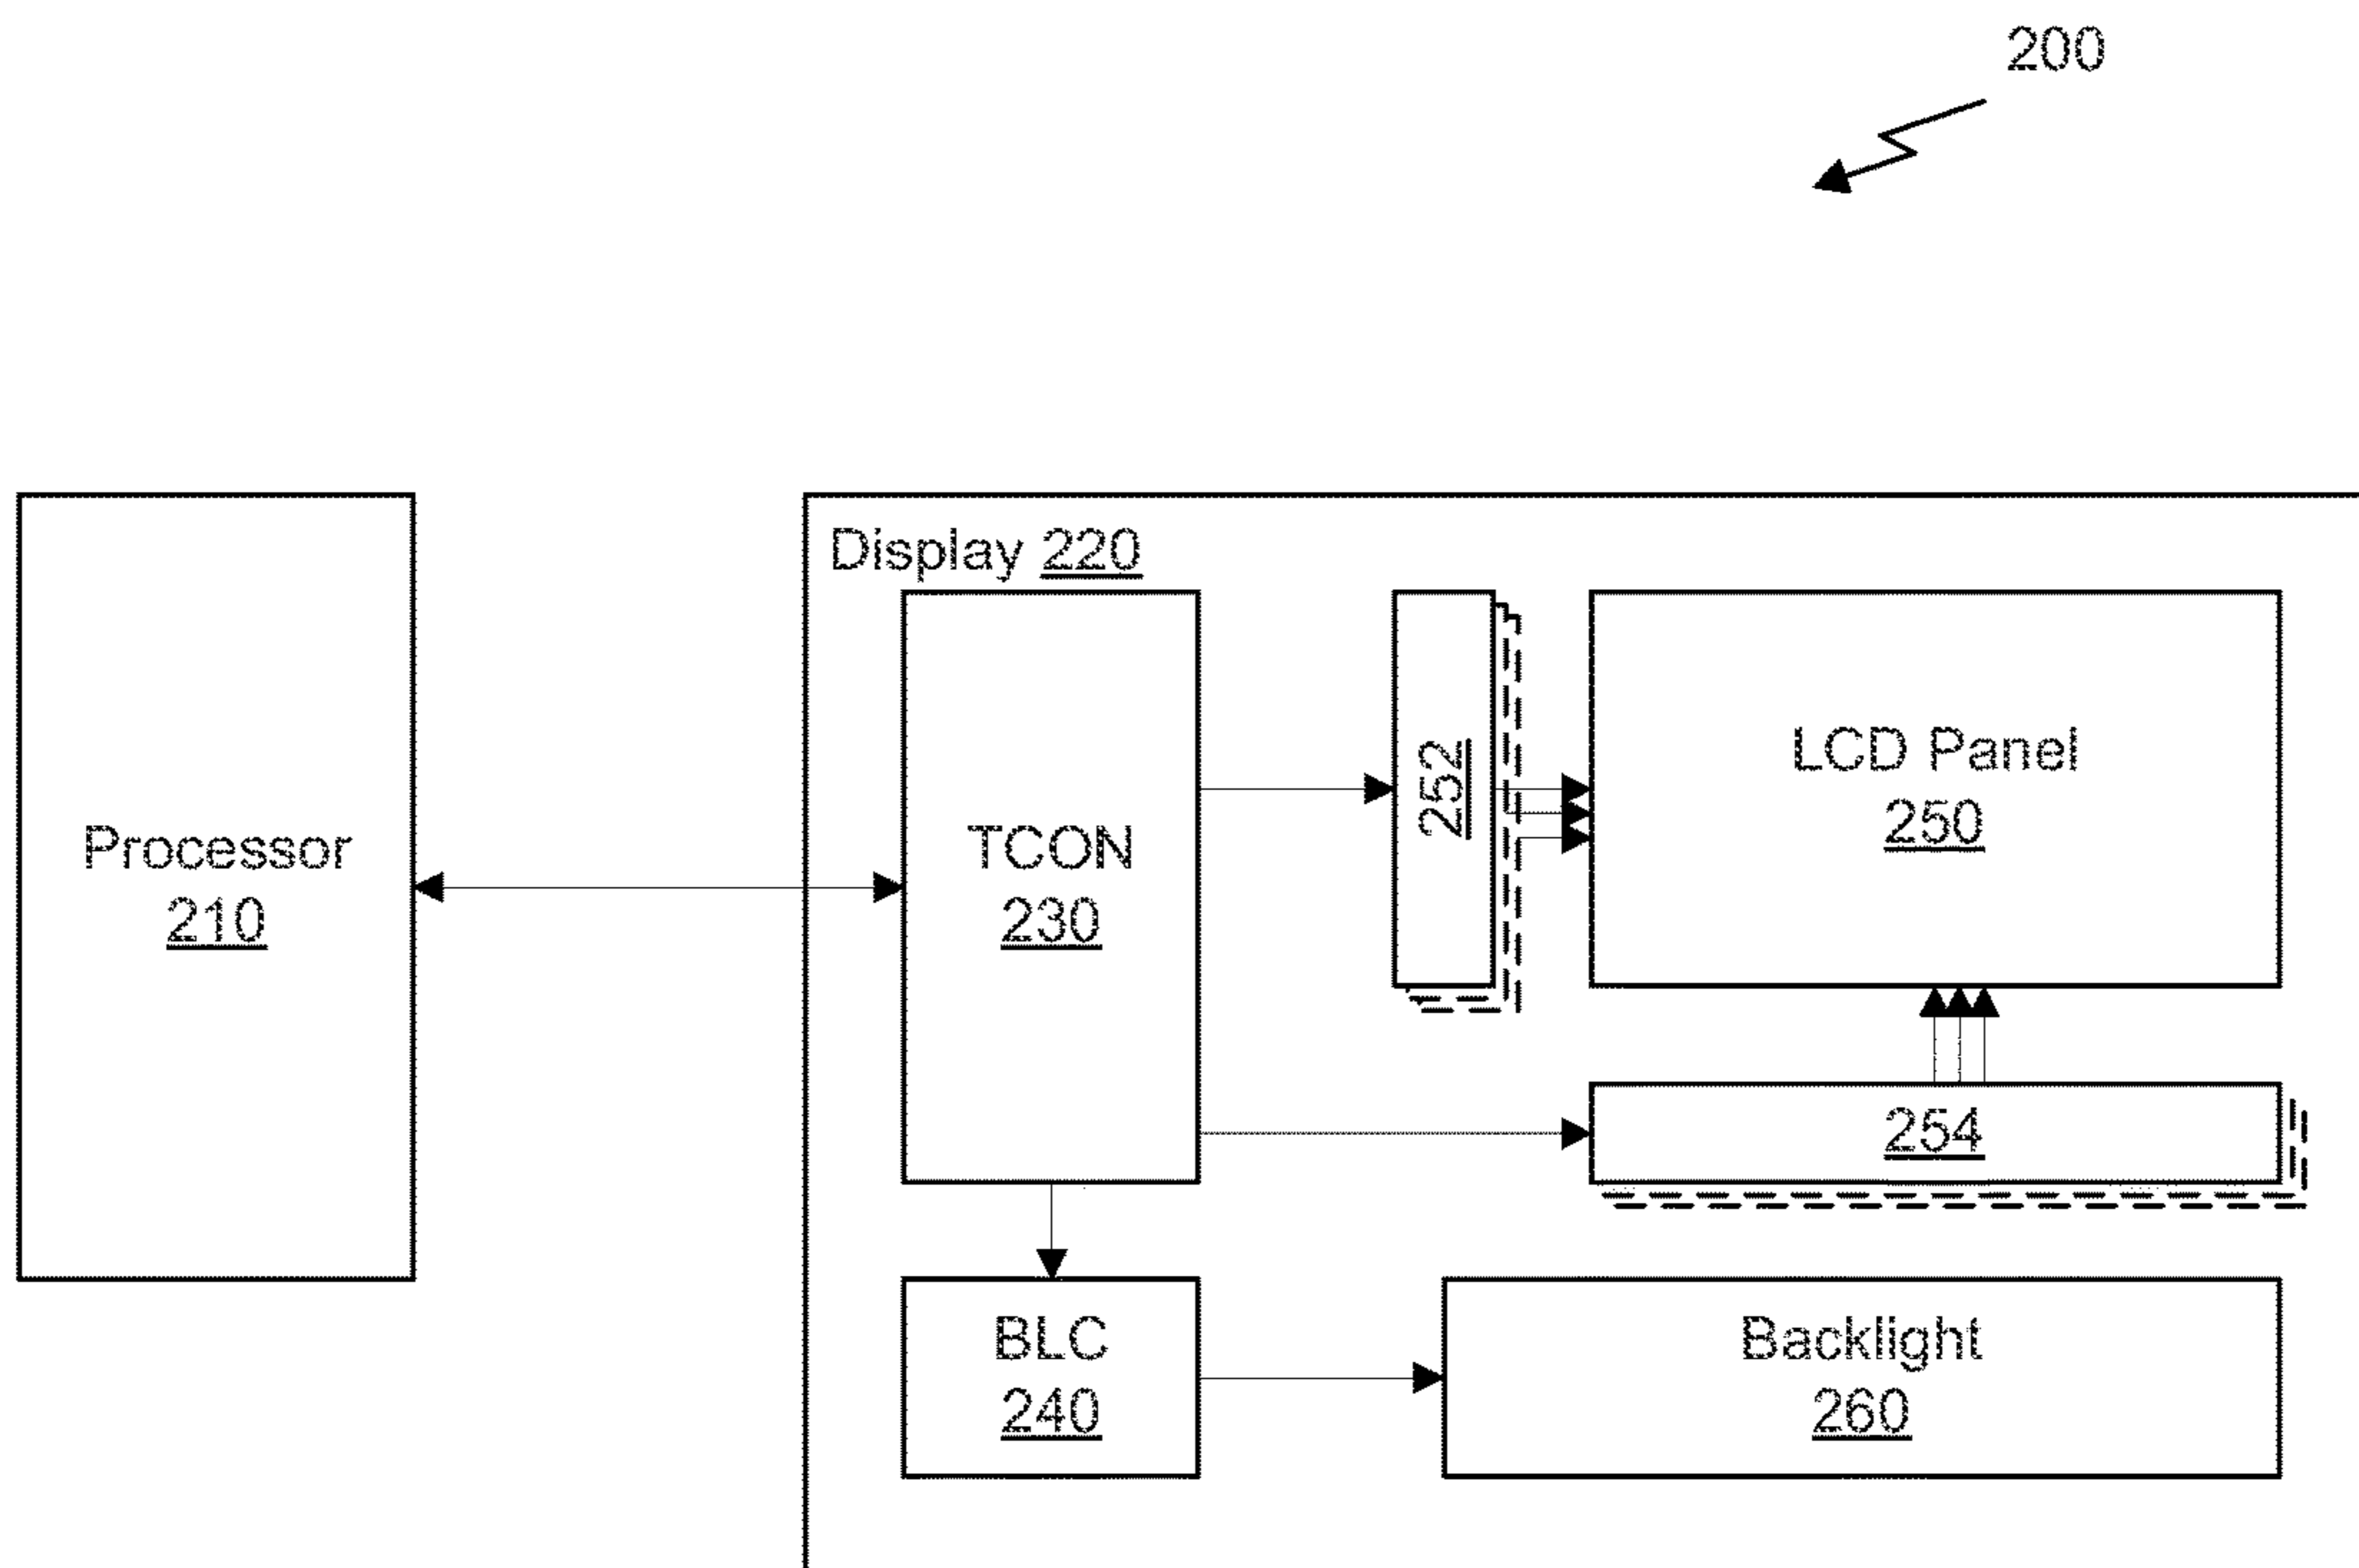 200
Display 220
Processor
210
TCON
230
252
LCD Panel
250
254
BLC
240
Backlight
260